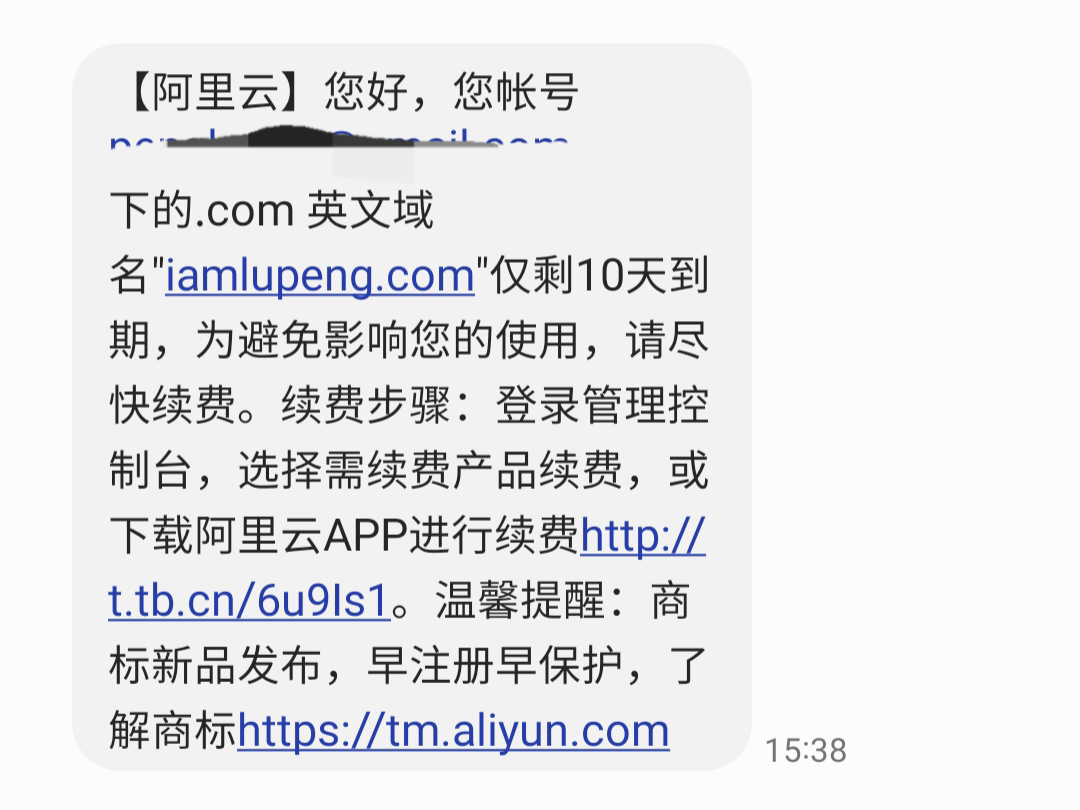 【阿里云】您好，您帐号
下的.com 英文域
名"iamlupeng.com"仅剩10天到
期，为避免影响您的使用，请尽
快续费。续费步骤：登录管理控
制台，选择需续费产品续费，或
下载阿里云APP进行续费http://
t.tb.cn/6u9Is1。温馨提醒：商
标新品发布，早注册早保护，了
解商标https://tm.aliyun.com
15:38